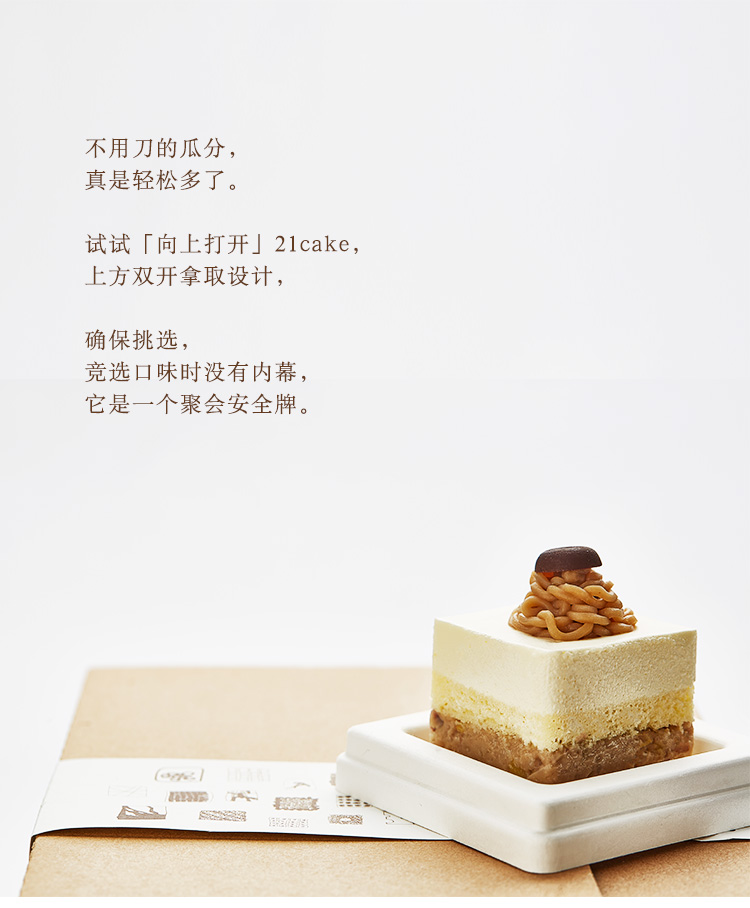 不用刀的瓜分，
真是轻松多了。
试试「向上打开」21cake，
上方双开拿取设计，
确保挑选，
竞选口味时没有内幕，
它是一个聚会安全牌。